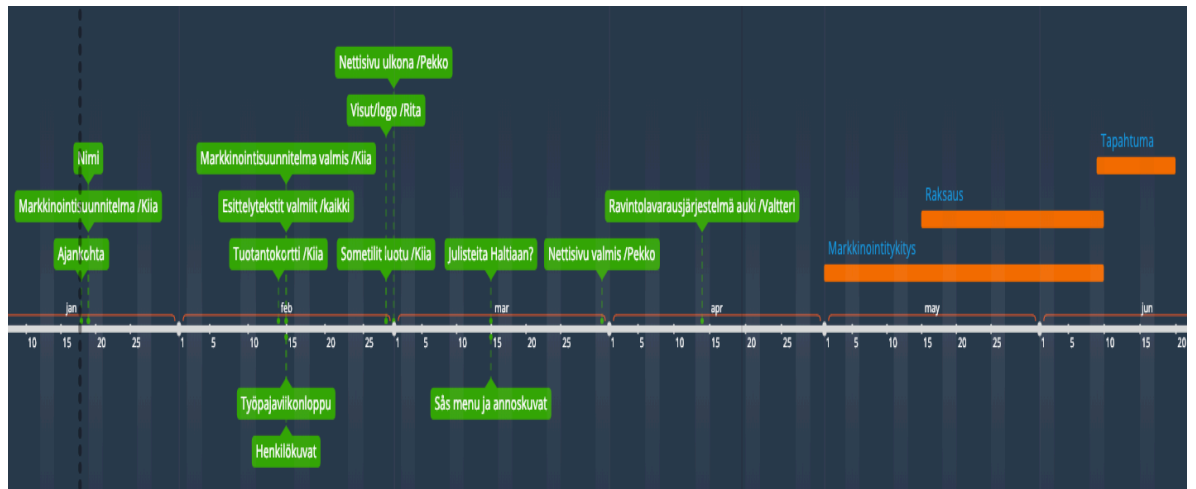 Nettisivu ulkona /Pekko
Visut/logo /Rita
Nimi
Markkinointisuunnitelma valmis /Kiia
Tapahtuma
Markkinointisuunnitelma /Kiia
Esittelytekstit valmiit /kaikki
Ravintolavarausjärjestelmä auki /Valtteri
Raksaus
Ajankohta
Tuotantokortti /Kiia
Sometilit luotu /Kiia
Julisteita Haltiaan?
Nettisivu valmis /Pekko
Markkinointitykitys
jan feb mar apr may jun
10 15 20 25 1 5 10 15 20 25 1 5 10 15 20 25 1 5 10 15 20 25 1 5 10 15 20 25 1 5 10 15 20
Työpajaviikonloppu
Sås menu ja annoskuvat
Henkilökuvat